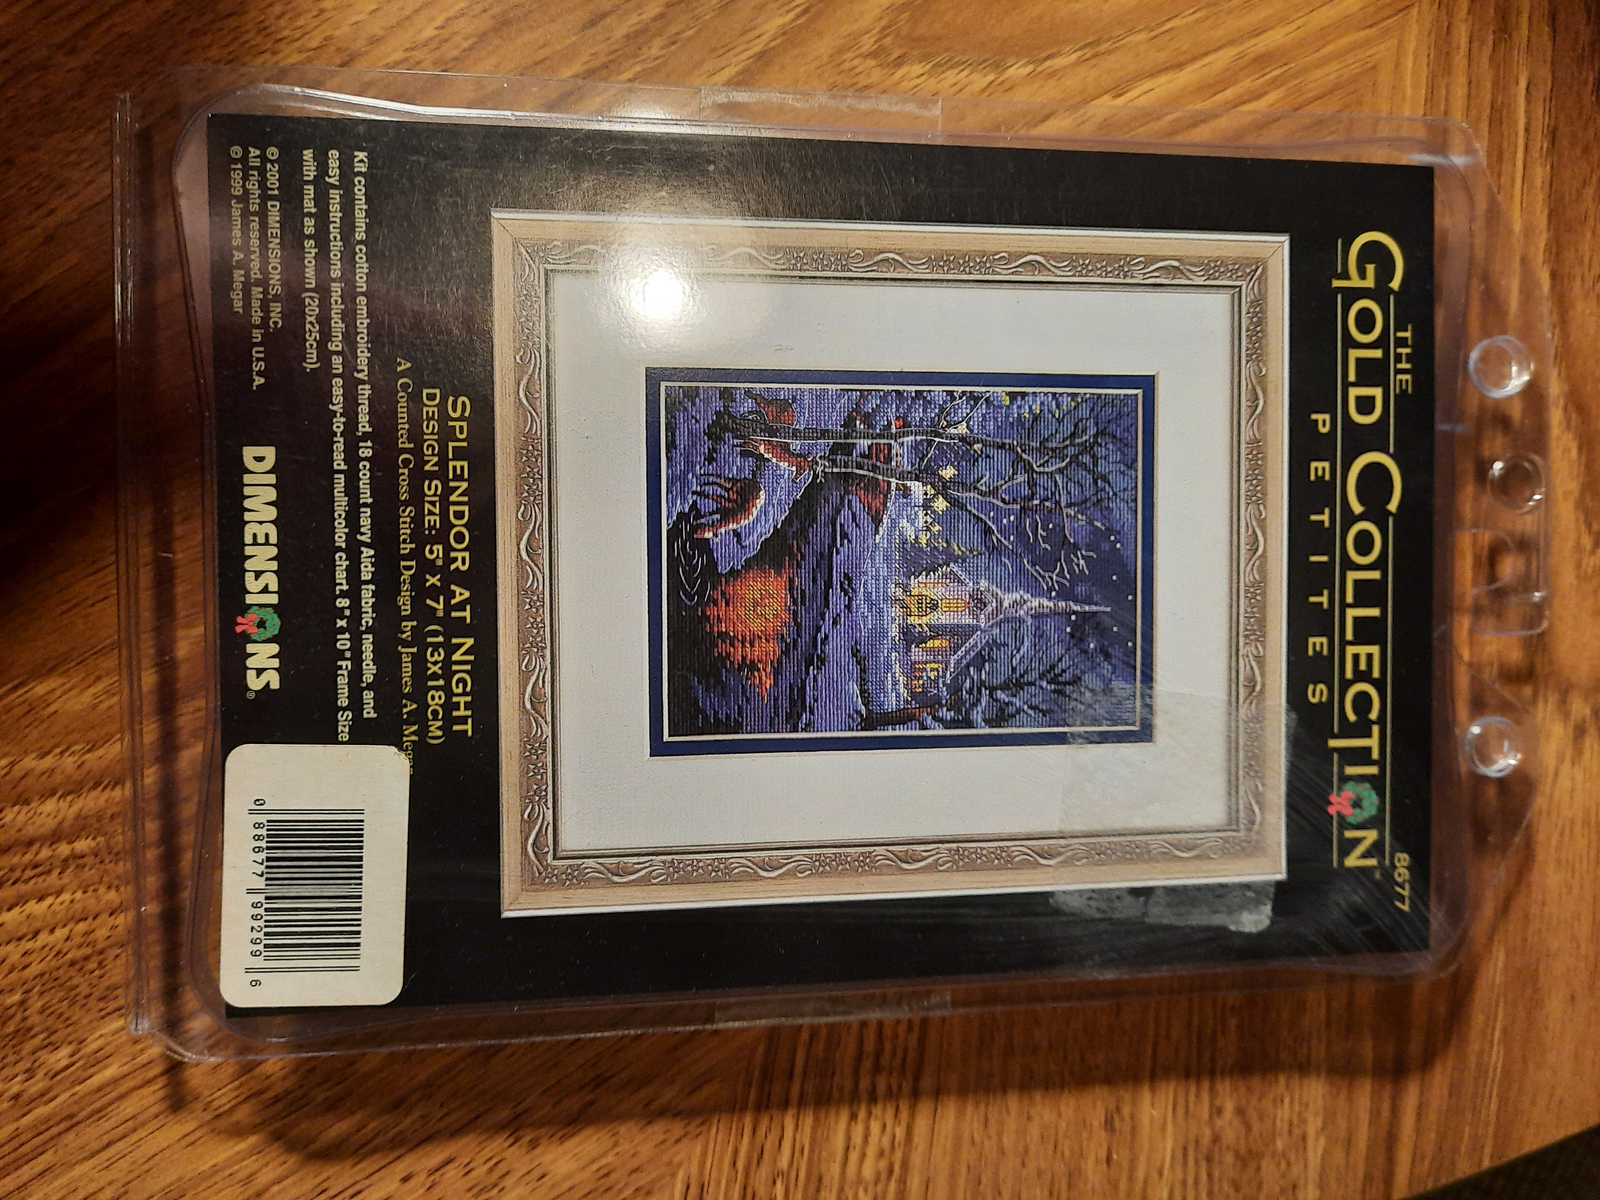 THE
GOLD COLLECTION™
PETITES
8677
SPLENDOR AT NIGHT
DESIGN SIZE: 5" X 7" (13X18CM)
A Counted Cross Stitch Design by James A.
Kit contains cotton embroidery thread, 18 count navy Aida fabric, needle, and
easy instructions including an easy-to-read multicolor chart. 8" x 10" Frame Size
with mat as shown (20x25cm).
© 2001 DIMENSIONS, INC.
All rights reserved. Made in U.S.A.
© 1999 James A. Megar
DIMENSIONS®
0 88677 99299 6